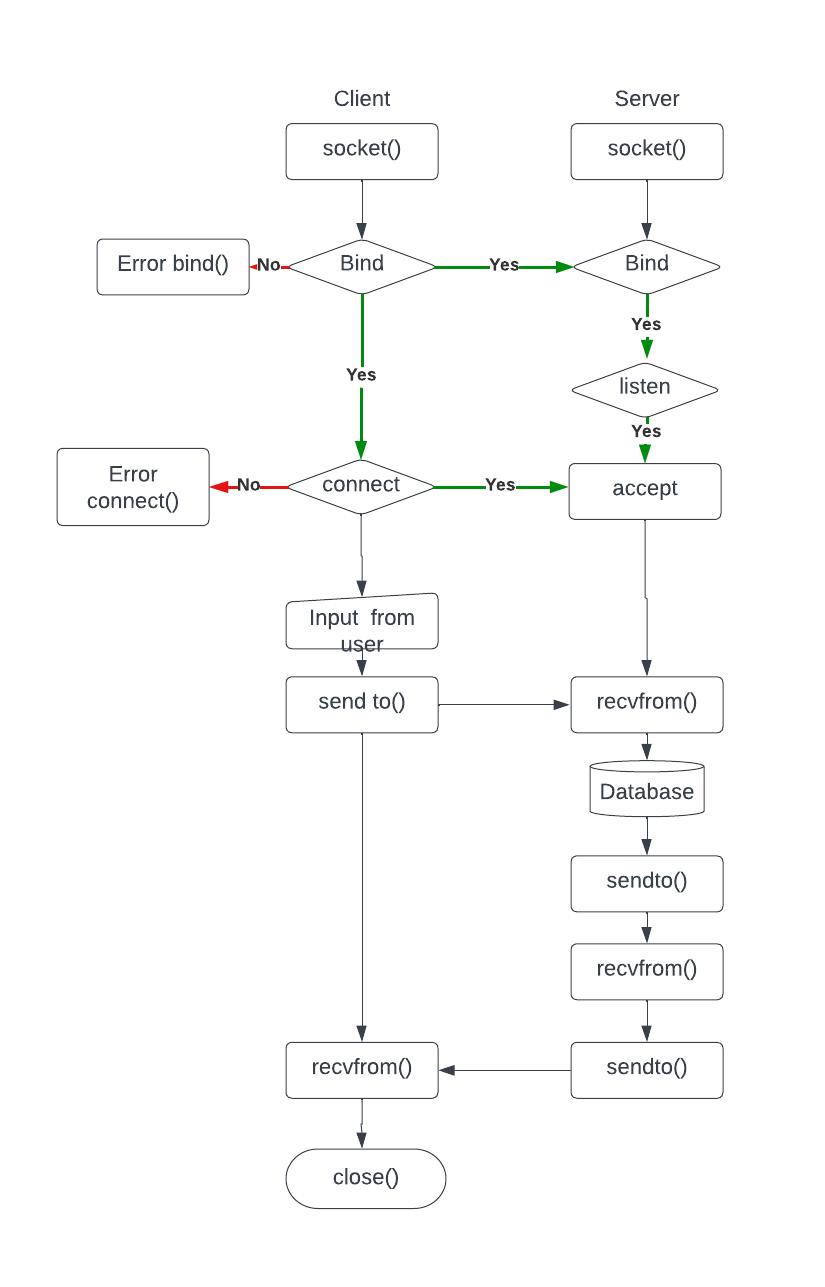 Client
Server
socket()
socket()
Error bind()
No
Bind
Yes
Bind
Yes
Yes
listen
Yes
Error
connect()
No
connect
Yes
accept
Input  from
user
send to()
recvfrom()
Database
sendto()
recvfrom()
recvfrom()
sendto()
close()